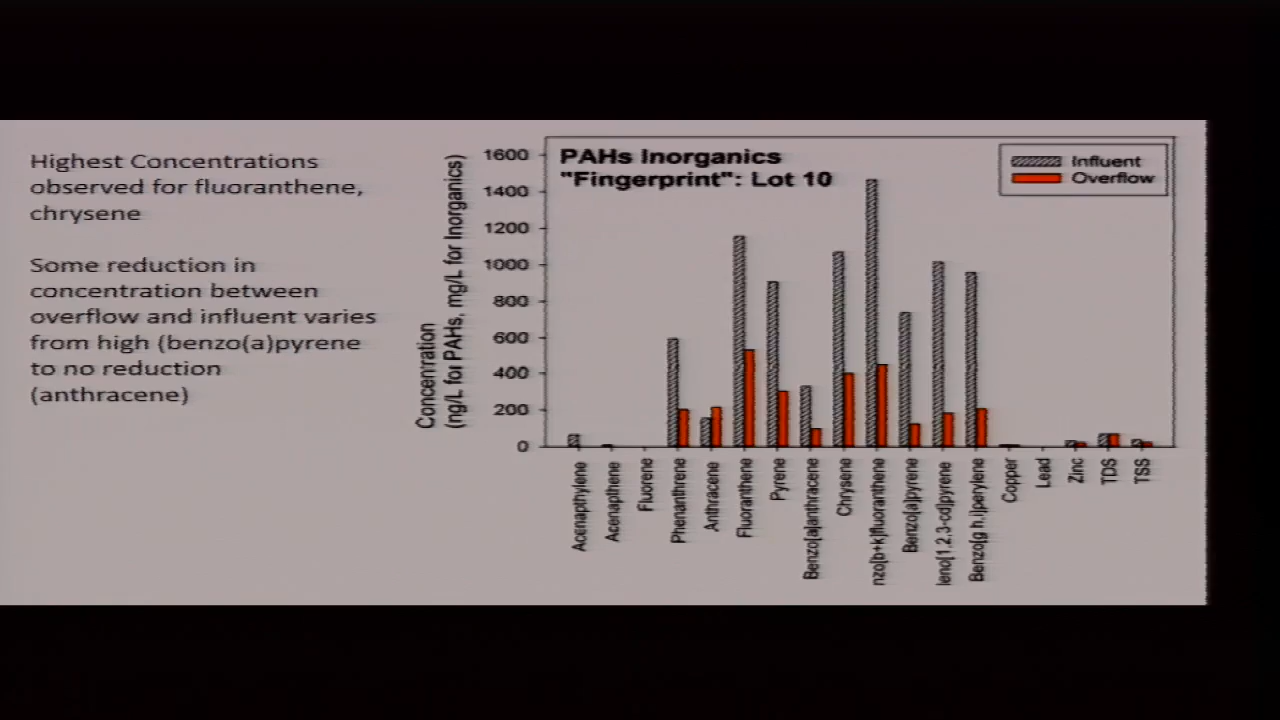 Highest Concentrations
observed for fluoranthene,
chrysene
Some reduction in
concentration between
overflow and influent varies
from high (benzo(a)pyrene
to no reduction
(anthracene)
PAHs Inorganics
"Fingerprint": Lot 10
Influent
Overflow
Concentration
(ng/L for PAHs, mg/L for Inorganics)
1600
1400
1200
1000
800
600
400
200
0
Acenapthylene
Acenapthene
Fluorene
Phenanthrene
Anthracene
Fluoranthene
Pyrene
Benzo[a]anthracene
Chrysene
nzo[b+k]fluoranthene
Benzo[a]pyrene
leno[1,2,3-cd]pyrene
Benzo[g,h,i]perylene
Copper
Lead
Zinc
TDS
TSS